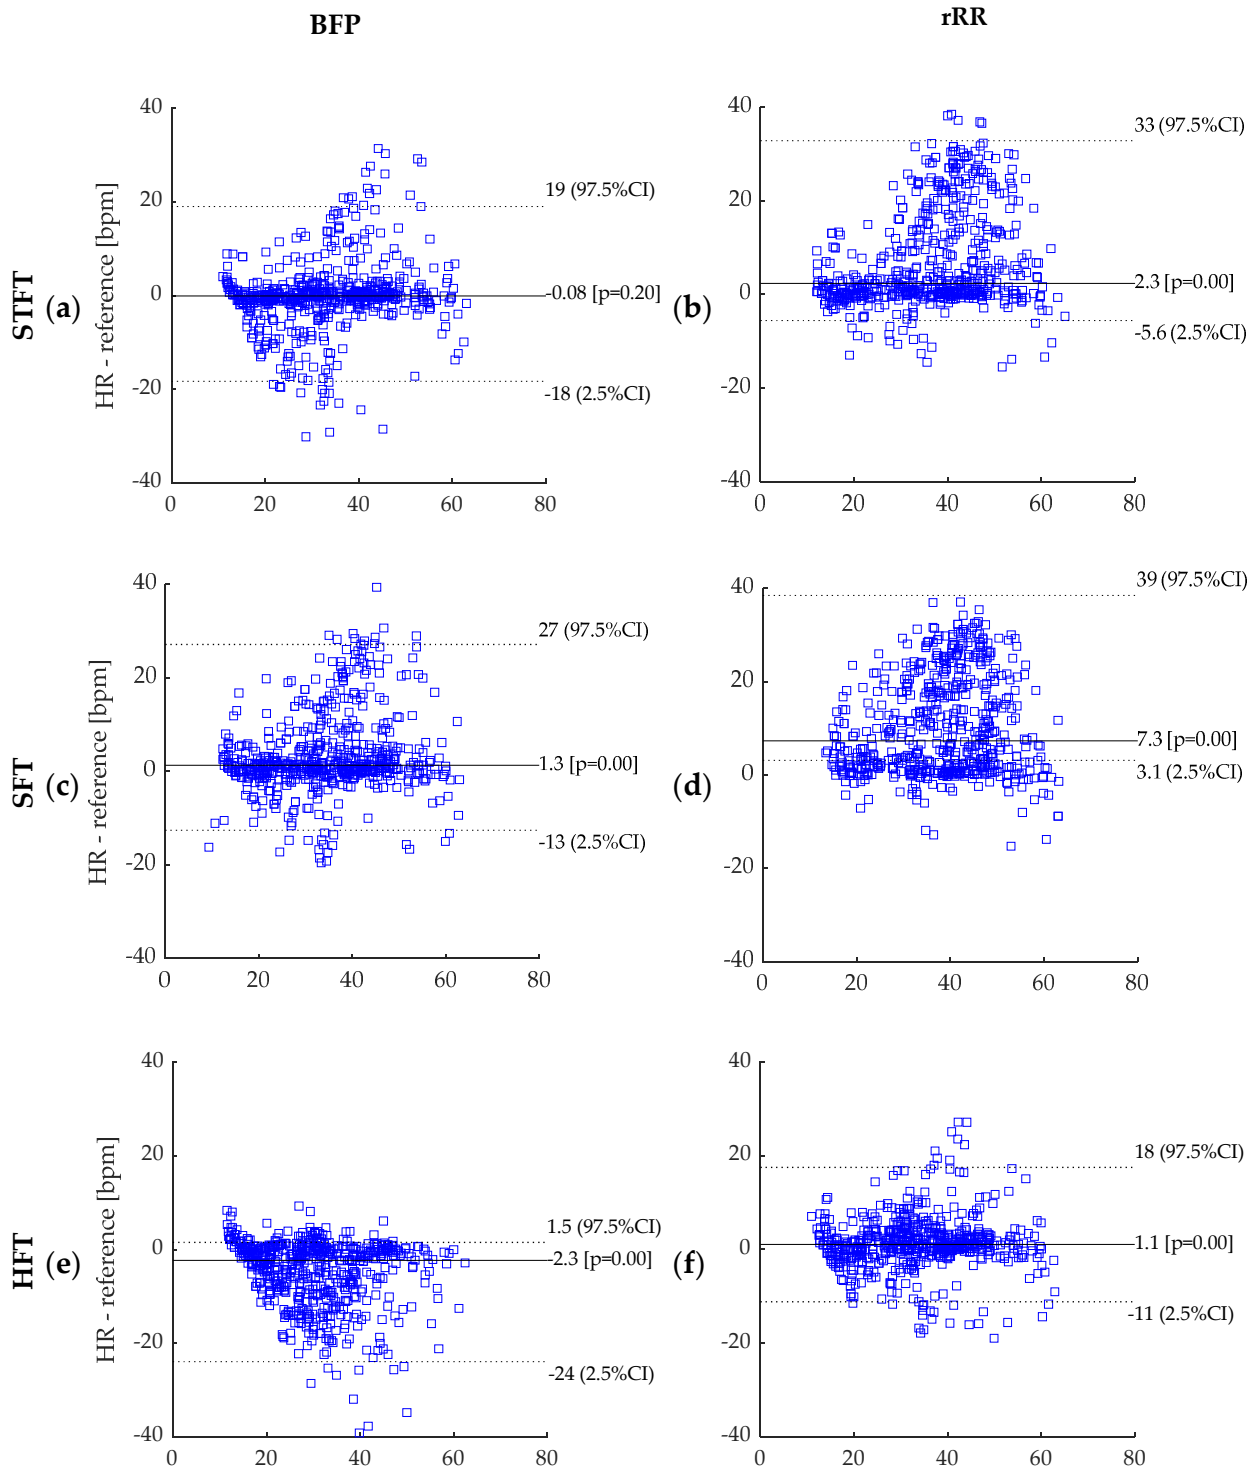 BFP
rRR
STFT
(a)
HR - reference [bpm]
40
20
0
-20
-40
0
20
40
60
80
19 (97.5%CI)
-0.08 [p=0.20]
-18 (2.5%CI)
(b)
40
20
0
-20
-40
0
20
40
60
80
33 (97.5%CI)
2.3 [p=0.00]
-5.6 (2.5%CI)
SFT
(c)
HR - reference [bpm]
40
20
0
-20
-40
0
20
40
60
80
27 (97.5%CI)
1.3 [p=0.00]
-13 (2.5%CI)
(d)
40
20
0
-20
-40
0
20
40
60
80
39 (97.5%CI)
7.3 [p=0.00]
3.1 (2.5%CI)
HFT
(e)
HR - reference [bpm]
40
20
0
-20
-40
0
20
40
60
80
1.5 (97.5%CI)
-2.3 [p=0.00]
-24 (2.5%CI)
(f)
40
20
0
-20
-40
0
20
40
60
80
18 (97.5%CI)
1.1 [p=0.00]
-11 (2.5%CI)